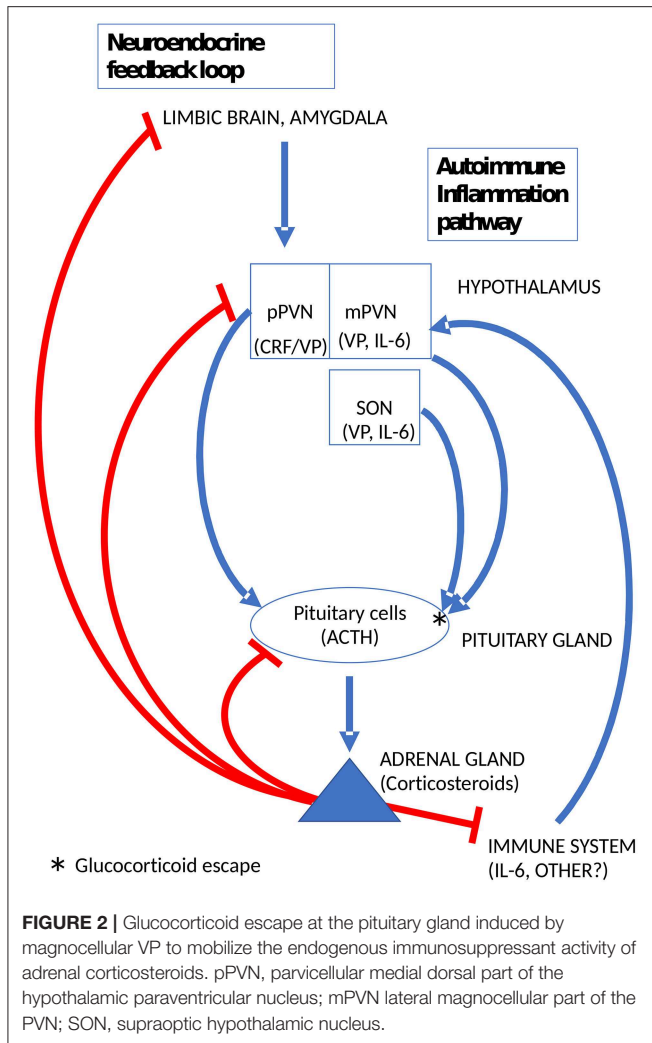 Neuroendocrine
feedback loop
LIMBIC BRAIN, AMYGDALA
Autoimmune
Inflammation
pathway
HYPOTHALAMUS
pPVN
(CRF/VP)
mPVN
(VP, IL-6)
SON
(VP, IL-6)
Pituitary cells
(ACTH)
*
PITUITARY GLAND
ADRENAL GLAND
(Corticosteroids)
IMMUNE SYSTEM
(IL-6, OTHER?)
* Glucocorticoid escape
FIGURE 2 | Glucocorticoid escape at the pituitary gland induced by
magnocellular VP to mobilize the endogenous immunosuppressant activity of
adrenal corticosteroids. pPVN, parvicellular medial dorsal part of the
hypothalamic paraventricular nucleus; mPVN lateral magnocellular part of the
PVN; SON, supraoptic hypothalamic nucleus.